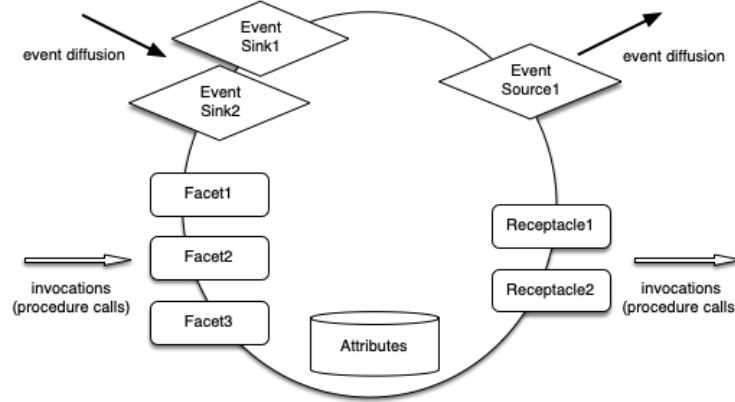 Event
Sink1
event diffusion
Event
Sink2
Event
Source1
event diffusion
Facet1
Receptacle1
Facet2
invocations
(procedure calls)
Receptacle2
invocations
(procedure calls)
Facet3
Attributes